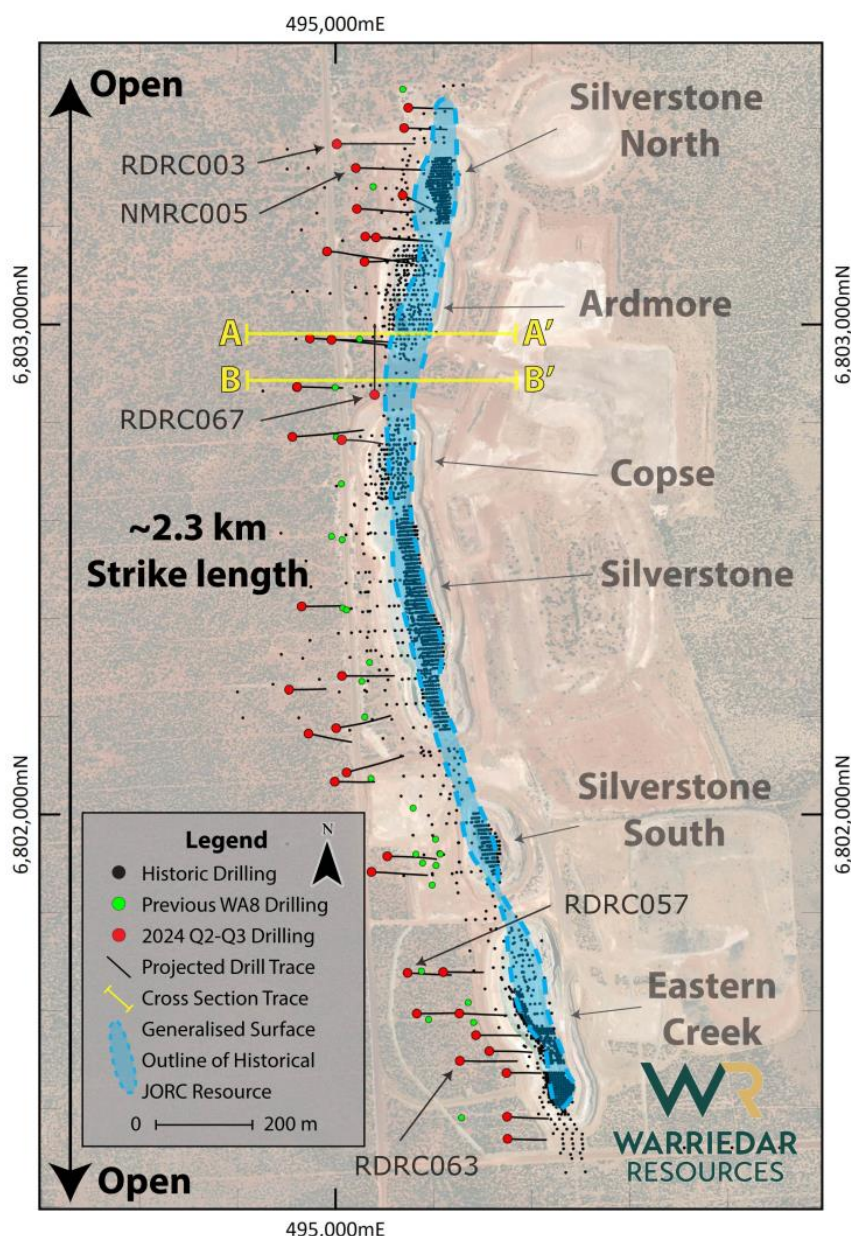 495,000mE
Open
Silverstone
North
RDRC003
NMRC005
Ardmore
6,803,000mN
6,803,000mN
A
A'
B
B'
RDRC067
Copse
~2.3 km
Strike length
Silverstone
Silverstone
South
6,802,000mN
6,802,000mN
Legend
N
Historic Drilling
Previous WA8 Drilling
2024 Q2-Q3 Drilling
Projected Drill Trace
Cross Section Trace
Generalised Surface
Outline of Historical
JORC Resource
0
200 m
RDRC057
Eastern
Creek
RDRC063
WR
WARRIEDAR
RESOURCES
Open
495,000mE